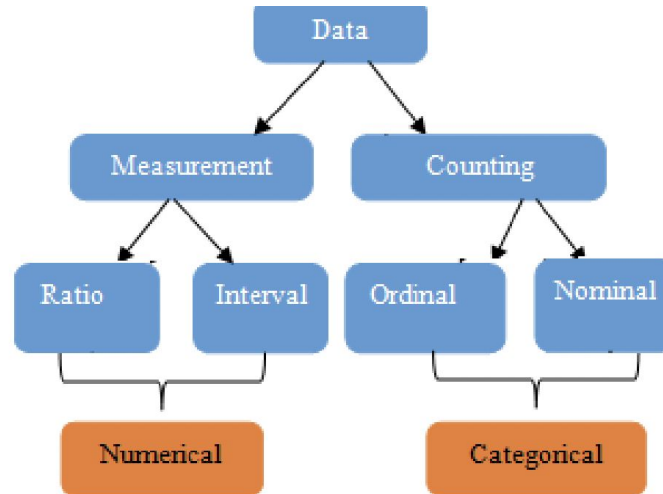 Data
Measurement
Counting
Ratio
Interval
Ordinal
Nominal
Numerical
Categorical